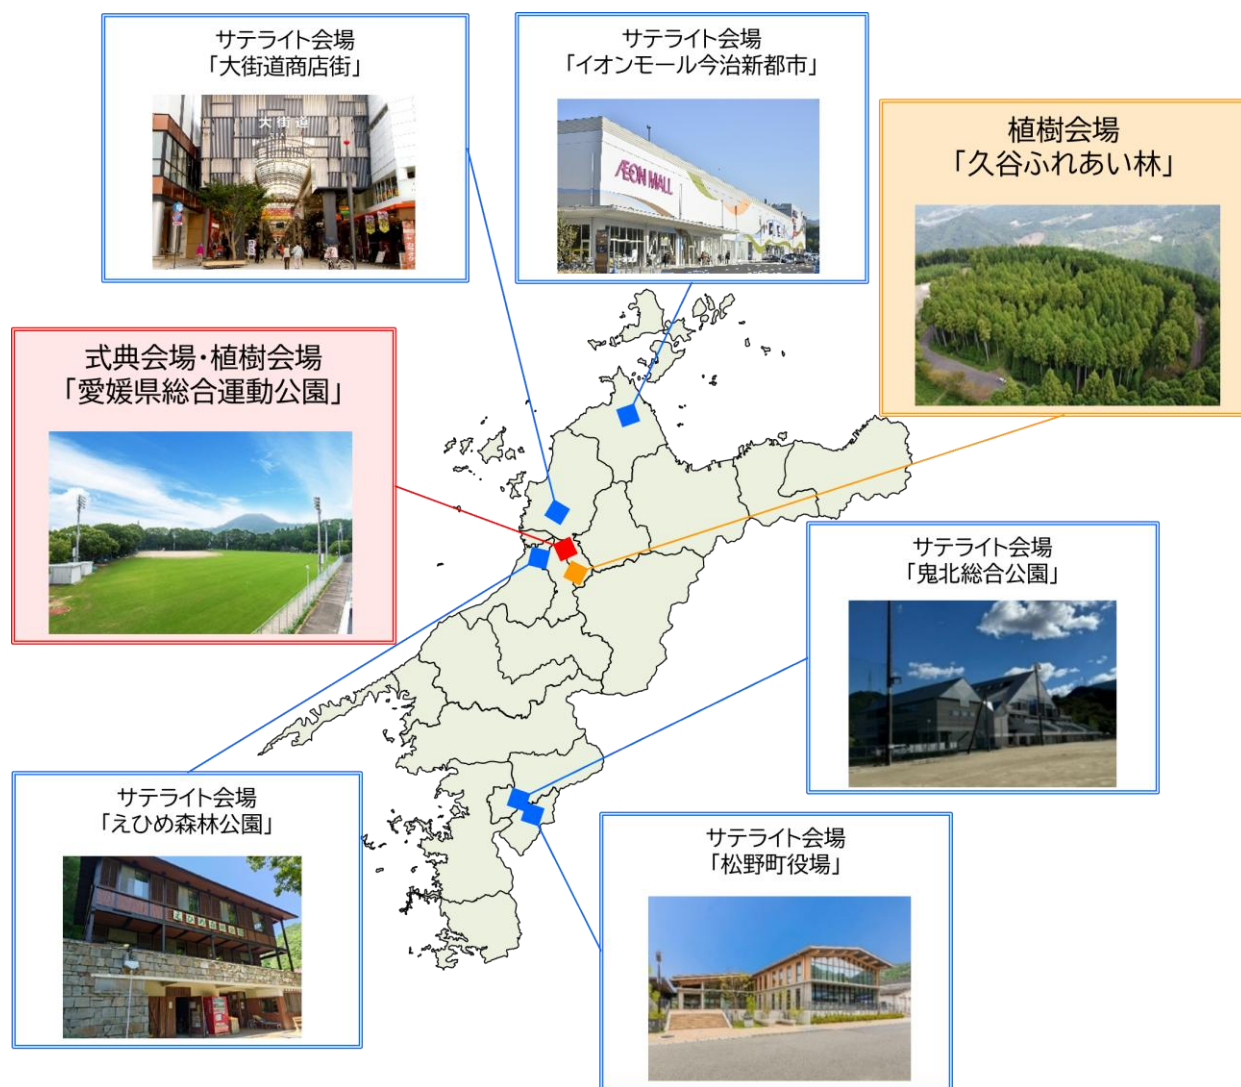 サテライト会場
「大街道商店街」
大街道
サテライト会場
「イオンモール今治新都市」
ÆON MALL
植樹会場
「久谷ふれあい林」
式典会場・植樹会場
「愛媛県総合運動公園」
サテライト会場
「鬼北総合公園」
サテライト会場
「えひめ森林公園」
サテライト会場
「松野町役場」